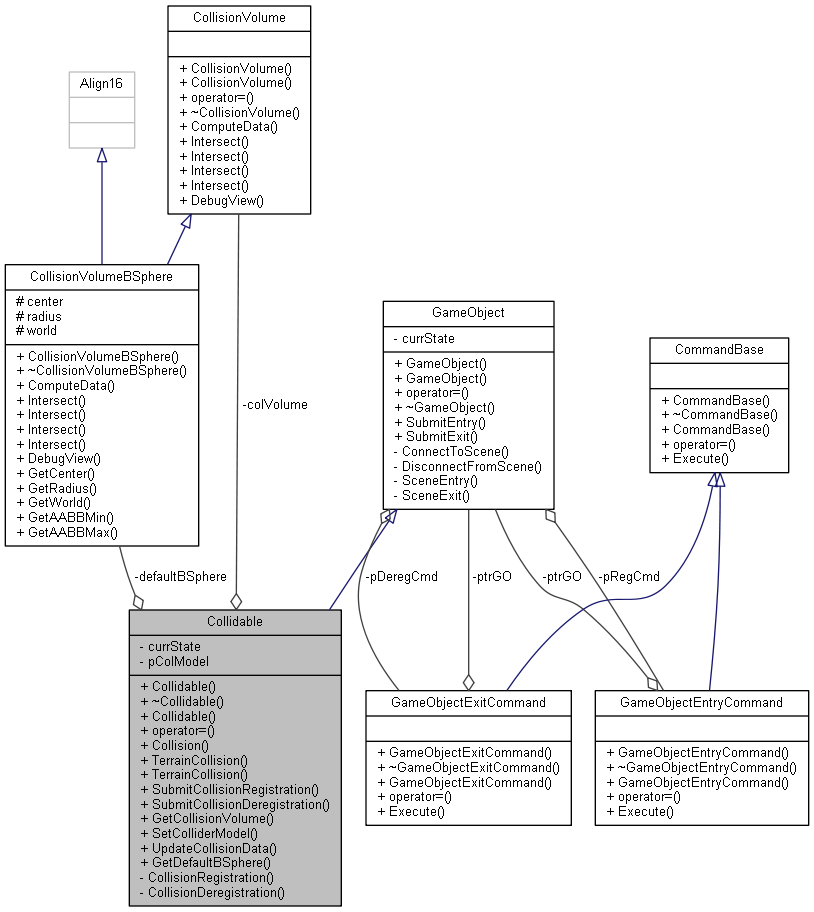 CollisionVolume
+ CollisionVolume()
+ CollisionVolume()
+ operator=()
+ ~CollisionVolume()
+ ComputeData()
+ Intersect()
+ Intersect()
+ Intersect()
+ Intersect()
+ DebugView()
Align16
CollisionVolumeBSphere
# center
# radius
# world
+ CollisionVolumeBSphere()
+ ~CollisionVolumeBSphere()
+ ComputeData()
+ Intersect()
+ Intersect()
+ Intersect()
+ Intersect()
+ DebugView()
+ GetCenter()
+ GetRadius()
+ GetWorld()
+ GetAABBMin()
+ GetAABBMax()
-colVolume
GameObject
- currState
+ GameObject()
+ GameObject()
+ operator=()
+ ~GameObject()
+ SubmitEntry()
+ SubmitExit()
- ConnectToScene()
- DisconnectFromScene()
- SceneEntry()
- SceneExit()
CommandBase
+ CommandBase()
+ ~CommandBase()
+ CommandBase()
+ operator=()
+ Execute()
-defaultBSphere
-pDeregCmd
-ptrGO
-ptrGO
-pRegCmd
Collidable
- currState
- pColModel
+ Collidable()
+ ~Collidable()
+ Collidable()
+ operator=()
+ Collision()
+ TerrainCollision()
+ TerrainCollision()
+ SubmitCollisionRegistration()
+ SubmitCollisionDeregistration()
+ GetCollisionVolume()
+ SetColliderModel()
+ UpdateCollisionData()
+ GetDefaultBSphere()
- CollisionRegistration()
- CollisionDeregistration()
GameObjectExitCommand
+ GameObjectExitCommand()
+ ~GameObjectExitCommand()
+ GameObjectExitCommand()
+ operator=()
+ Execute()
GameObjectEntryCommand
+ GameObjectEntryCommand()
+ ~GameObjectEntryCommand()
+ GameObjectEntryCommand()
+ operator=()
+ Execute()